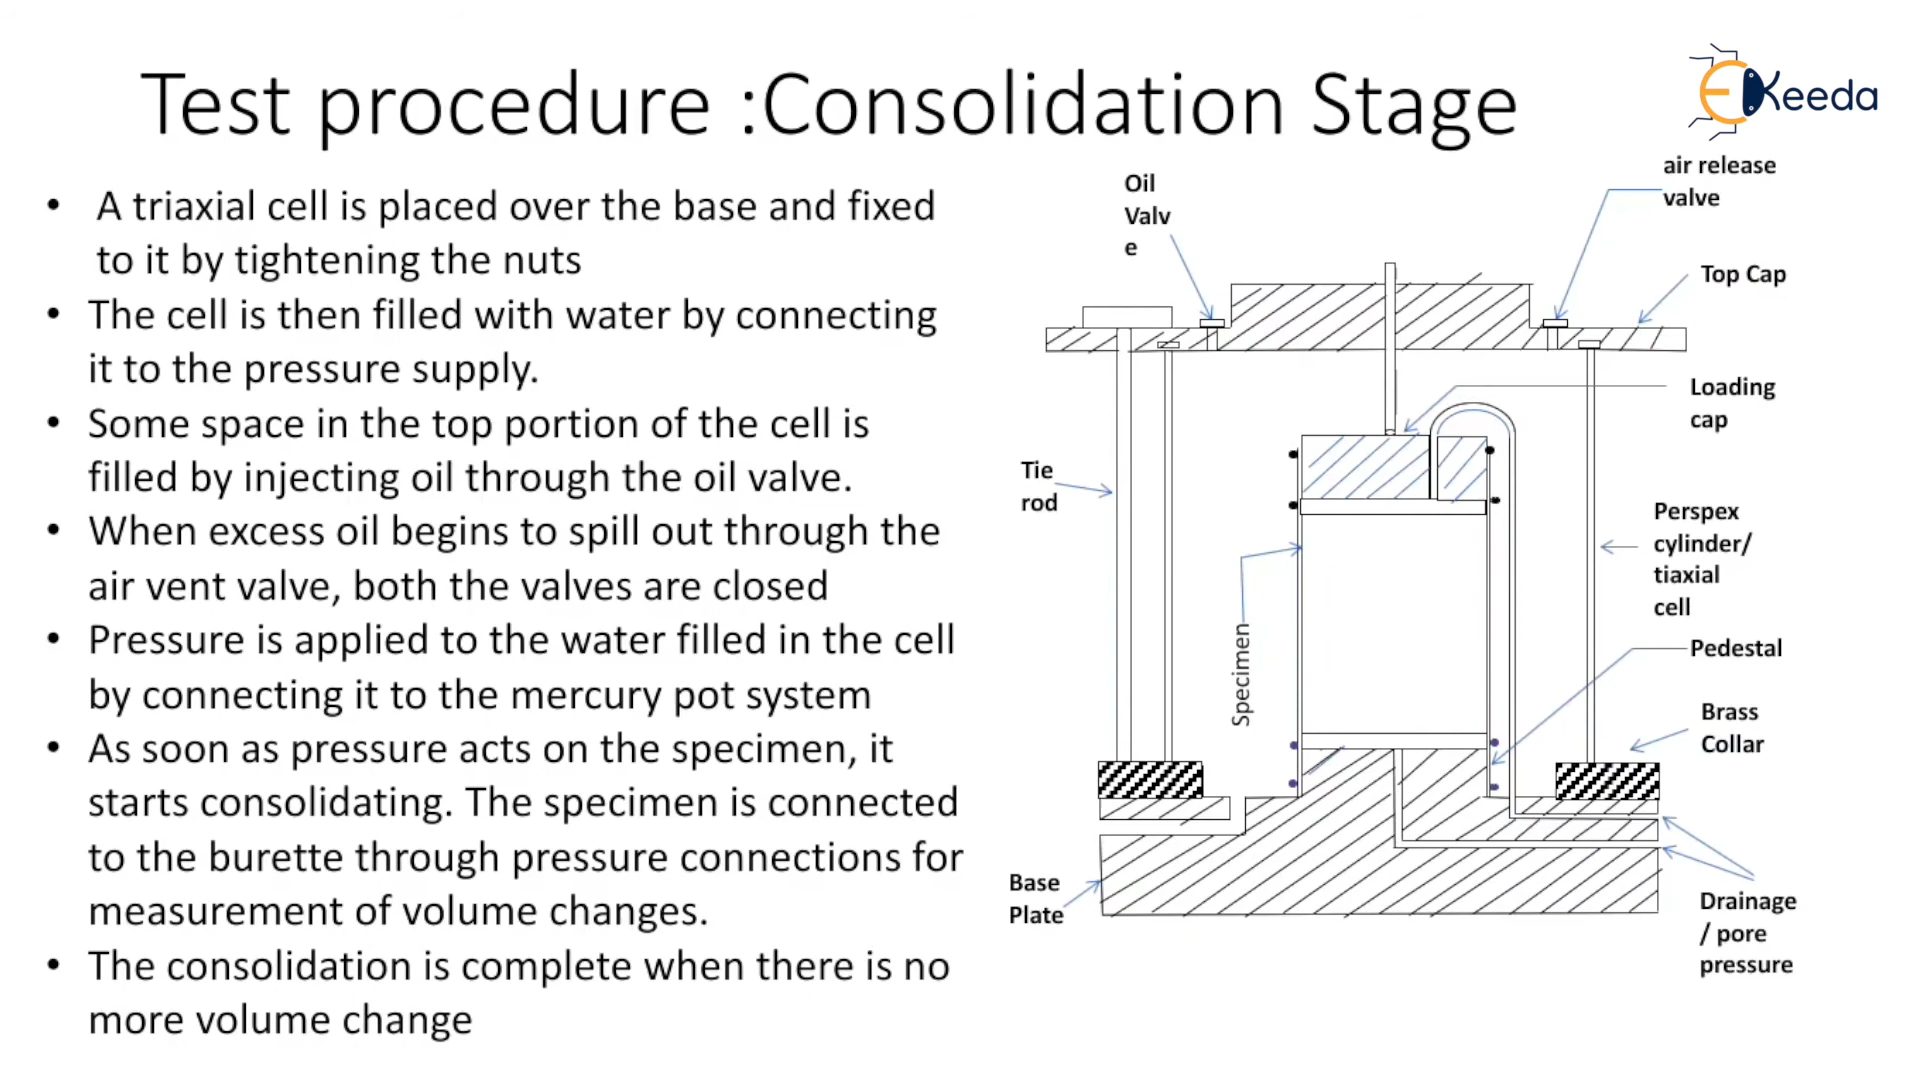 Test procedure :Consolidation Stage
Keeda
• A triaxial cell is placed over the base and fixed
to it by tightening the nuts
• The cell is then filled with water by connecting
it to the pressure supply.
• Some space in the top portion of the cell is
filled by injecting oil through the oil valve.
• When excess oil begins to spill out through the
air vent valve, both the valves are closed
• Pressure is applied to the water filled in the cell
by connecting it to the mercury pot system
• As soon as pressure acts on the specimen, it
starts consolidating. The specimen is connected
to the burette through pressure connections for
measurement of volume changes.
• The consolidation is complete when there is no
more volume change
Oil
Valv
e
air release
valve
Top Cap
Loading
cap
Tie
rod
Perspex
cylinder/
tiaxial
cell
Specimen
Pedestal
Brass
Collar
Base
Plate
Drainage
/ pore
pressure